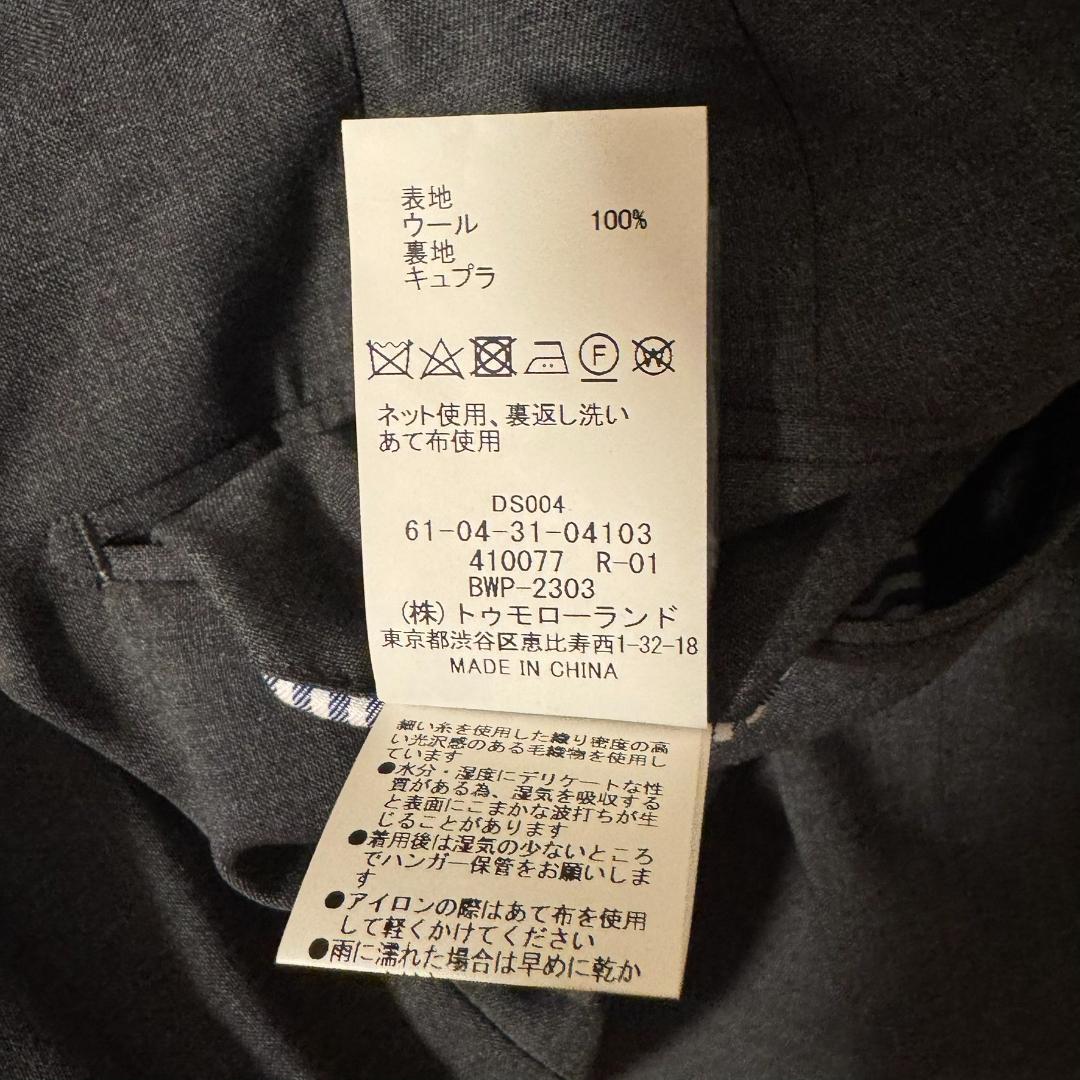 表地
ウール 100%
裏地
キュプラ
F W
ネット使用、裏返し洗い
あて布使用
DS004
61-04-31-04103
410077 R-01
BWP-2303
(株)トゥモローランド
東京都渋谷区恵比寿西1-32-18
MADE IN CHINA
細い糸を使用した織り密度の高
い光沢感のある毛織物を使用し
ています
●水分・湿度にデリケートな性
質がある為、湿気を吸収する
と表面にこまかな波打ちが生
じることがあります
●着用後は湿気の少ないところ
でハンガー保管をお願いしま
す
●アイロンの際はあて布を使用
して軽くかけてください
●雨に濡れた場合は早めに乾か